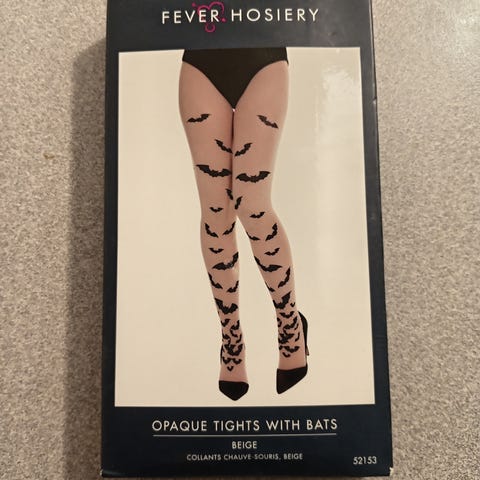 FEVER HOSIERY
OPAQUE TIGHTS WITH BATS
BEIGE
COLLANTS CHAUVE-SOURIS, BEIGE
52153